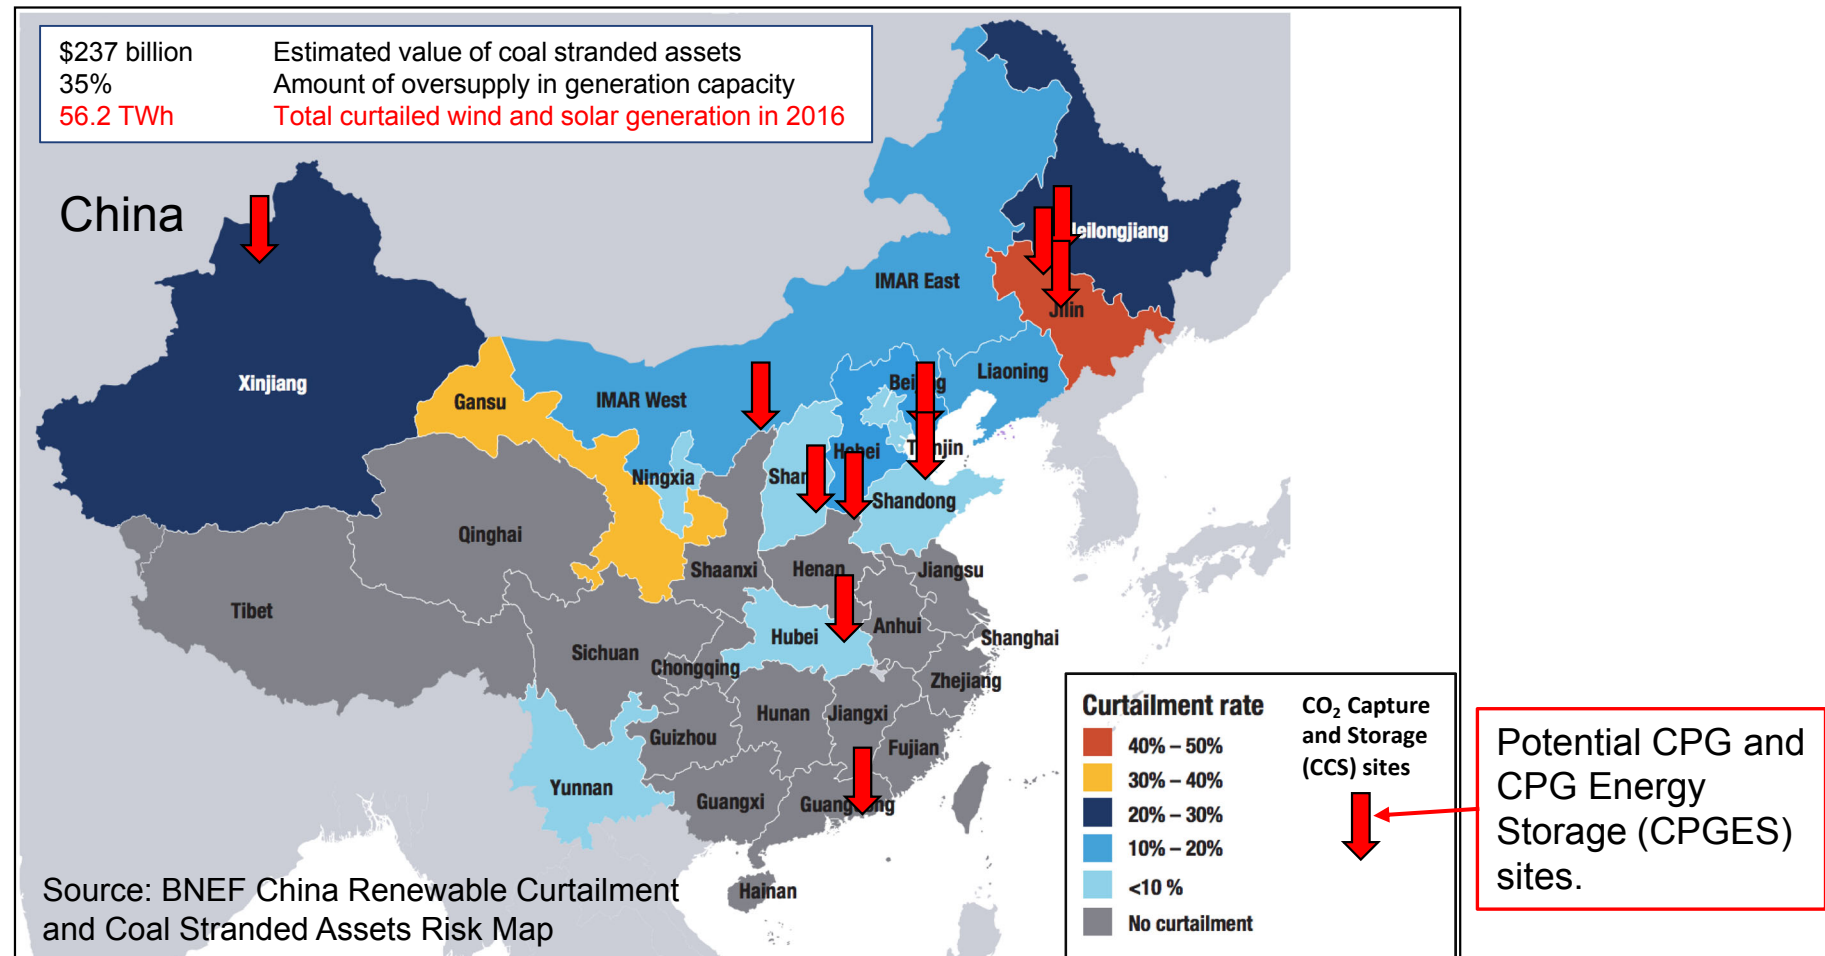 $237 billion Estimated value of coal stranded assets
35% Amount of oversupply in generation capacity
56.2 TWh Total curtailed wind and solar generation in 2016
China
Heilongjiang
IMAR East
Jilin
Xinjiang
Gansu
IMAR West
Beijing
Liaoning
Hebei
Tianjin
Ningxia
Shandong
Qinghai
Shaanxi
Henan
Jiangsu
Tibet
Hubei
Anhui
Shanghai
Sichuan
Chongqing
Zhejiang
Hunan
Jiangxi
Guizhou
Fujian
Yunnan
Guangxi
Guangdong
Hainan
Source: BNEF China Renewable Curtailment
and Coal Stranded Assets Risk Map
Curtailment rate
40% – 50%
30% – 40%
20% – 30%
10% – 20%
<10 %
No curtailment
CO₂ Capture
and Storage
(CCS) sites
Potential CPG and
CPG Energy
Storage (CPGES)
sites.